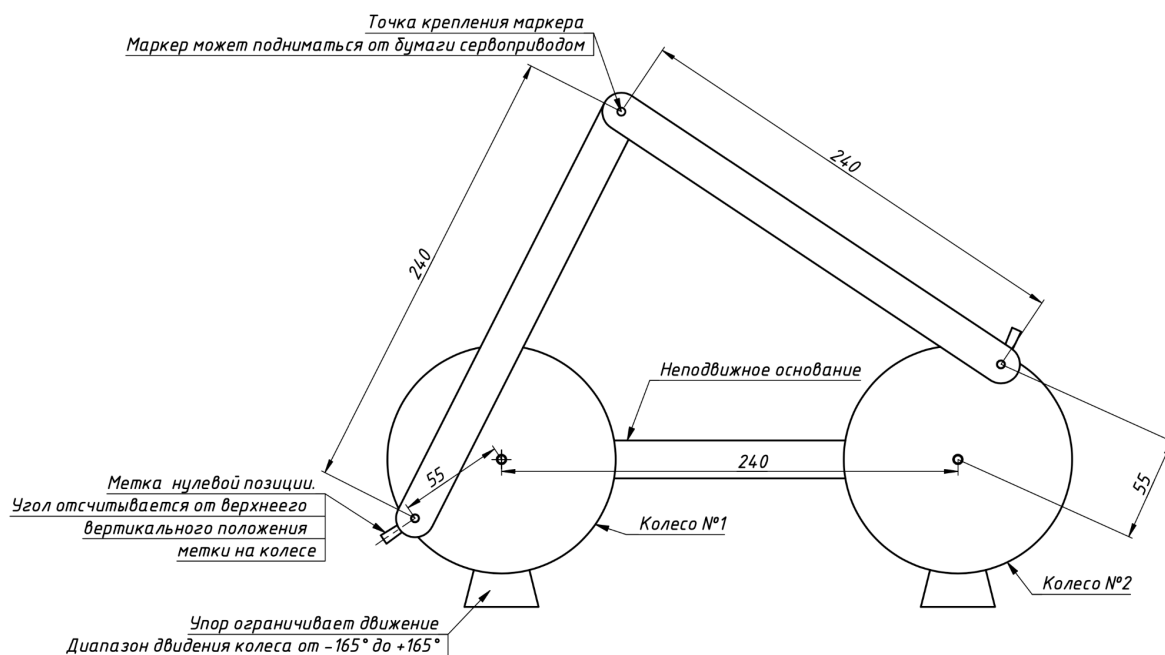 Точка крепления маркера
Маркер может подниматься от бумаги сервоприводом
240
240
Неподвижное основание
55
240
55
Метка нулевой позиции.
Угол отсчитывается от верхнеего
вертикального положения
метки на колесе
Колесо №1
Колесо №2
Упор ограничивает движение
Диапазон двидения колеса от -165° до +165°